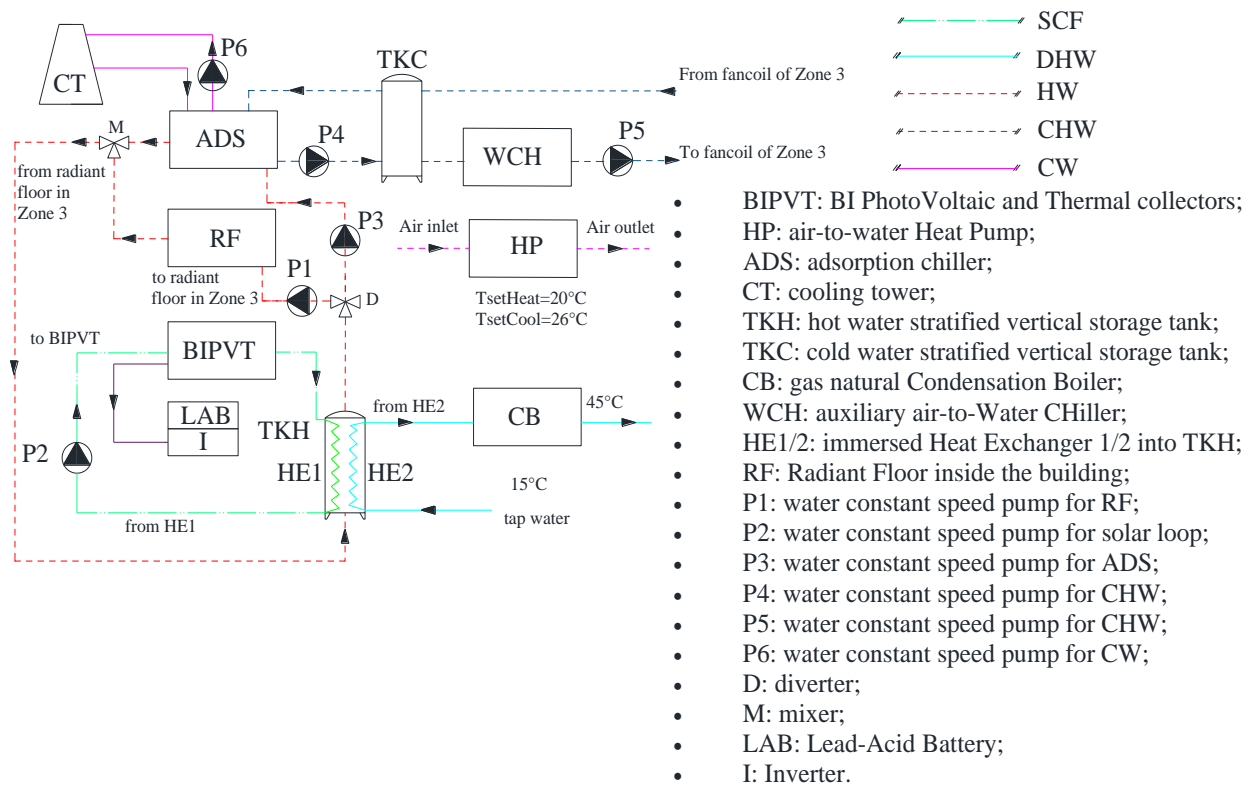 P6
TKC
CT
From fancoil of Zone 3
M
ADS
P4
WCH
P5
To fancoil of Zone 3
from radiant
floor in
Zone 3
RF
P3
Air inlet
HP
Air outlet
to radiant
floor in Zone 3
P1
D
TsetHeat=20°C
TsetCool=26°C
to BIPVT
BIPVT
LAB
I
P2
TKH
from HE2
CB
45°C
HE1
HE2
15°C
tap water
from HE1
SCF
DHW
HW
CHW
CW
• BIPVT: BI PhotoVoltaic and Thermal collectors;
• HP: air-to-water Heat Pump;
• ADS: adsorption chiller;
• CT: cooling tower;
• TKH: hot water stratified vertical storage tank;
• TKC: cold water stratified vertical storage tank;
• CB: gas natural Condensation Boiler;
• WCH: auxiliary air-to-Water CHiller;
• HE1/2: immersed Heat Exchanger 1/2 into TKH;
• RF: Radiant Floor inside the building;
• P1: water constant speed pump for RF;
• P2: water constant speed pump for solar loop;
• P3: water constant speed pump for ADS;
• P4: water constant speed pump for CHW;
• P5: water constant speed pump for CHW;
• P6: water constant speed pump for CW;
• D: diverter;
• M: mixer;
• LAB: Lead-Acid Battery;
• I: Inverter.